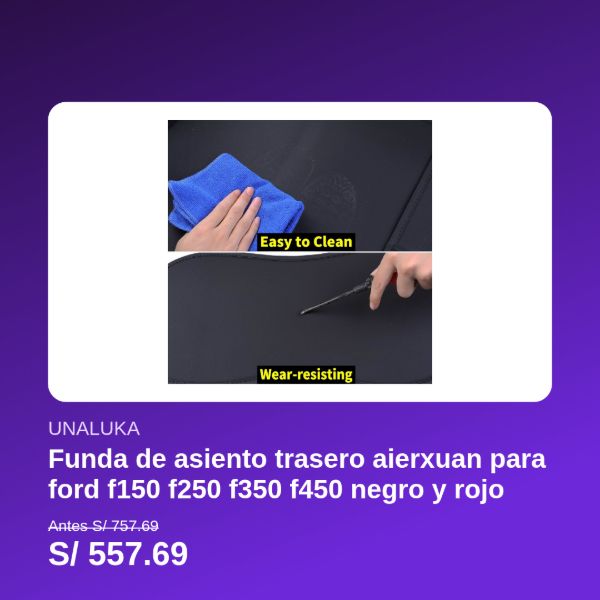 Easy to Clean
Wear-resisting
UNALUKA
Funda de asiento trasero aierxuan para
ford f150 f250 f350 f450 negro y rojo
Antes S/ 757.69
S/ 557.69